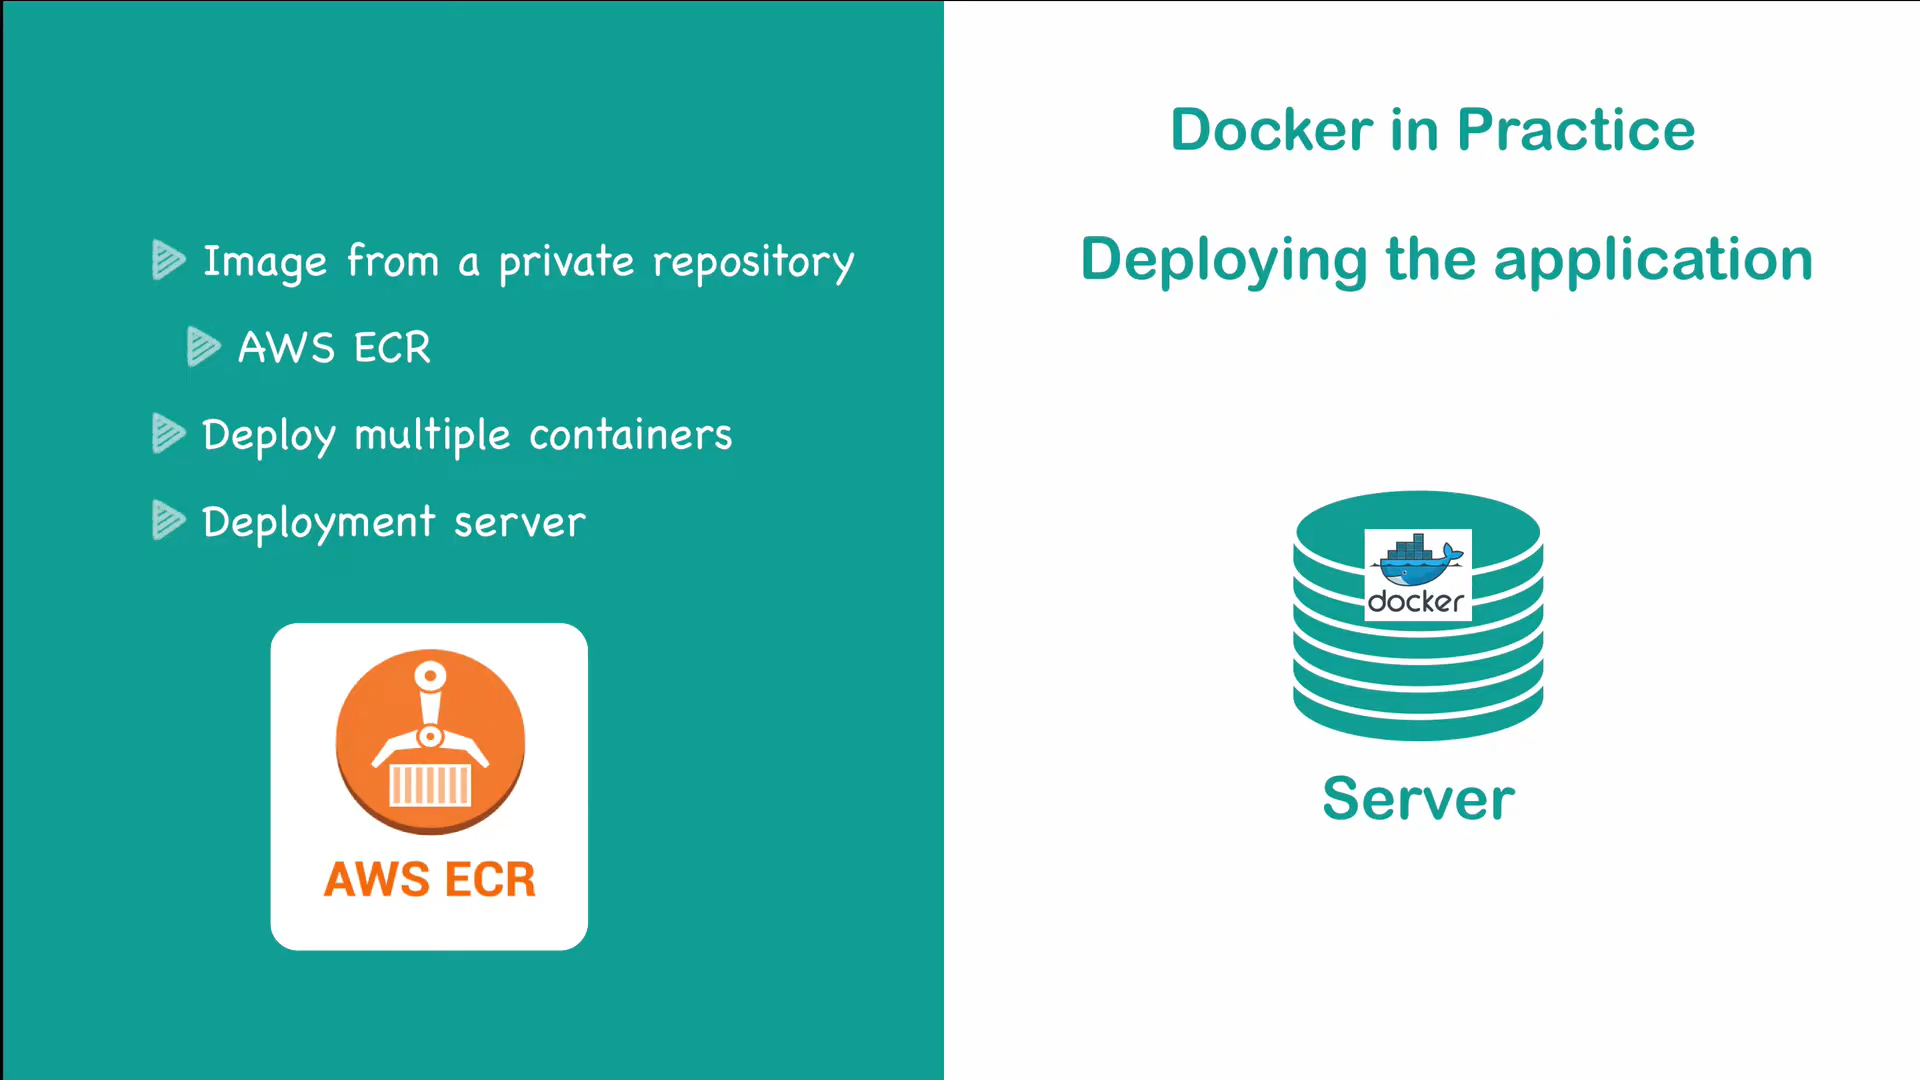 Image from a private repository
AWS ECR
Deploy multiple containers
Deployment server
AWS ECR
Docker in Practice
Deploying the application
docker
Server